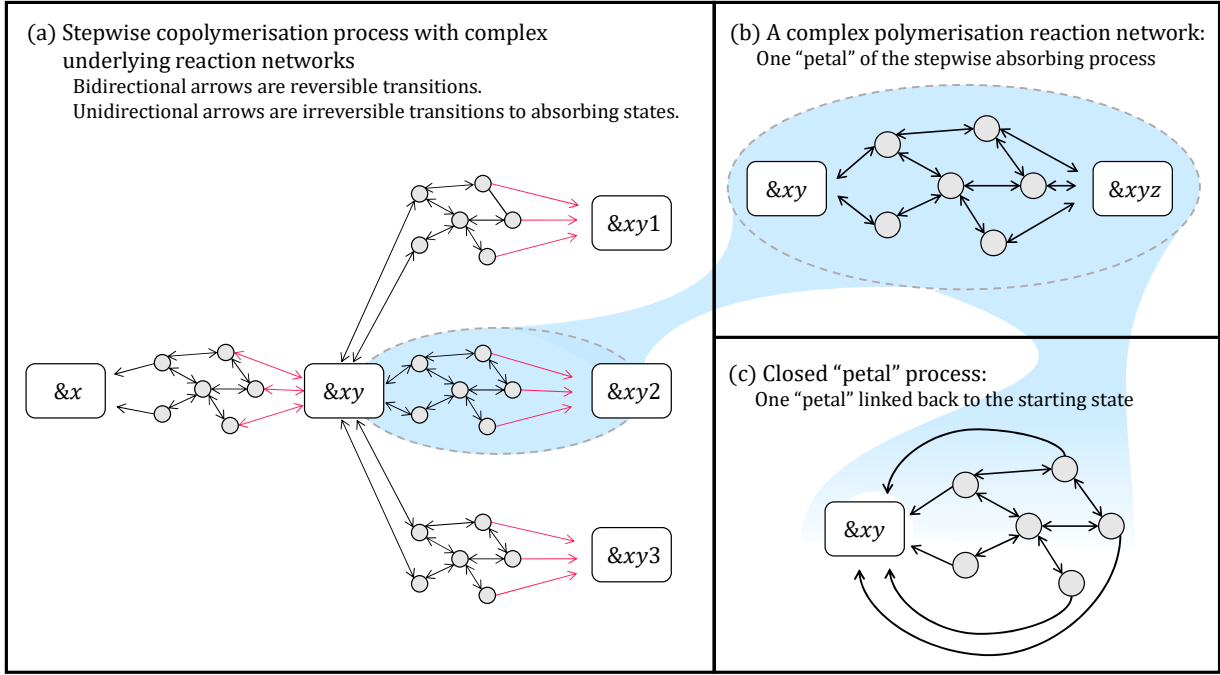 (a) Stepwise copolymerisation process with complex
underlying reaction networks
Bidirectional arrows are reversible transitions.
Unidirectional arrows are irreversible transitions to absorbing states.
&xy1
&x
&xy
&xy2
&xy3
(b) A complex polymerisation reaction network:
One “petal” of the stepwise absorbing process
&xy
&xyz
(c) Closed “petal” process:
One “petal” linked back to the starting state
&xy